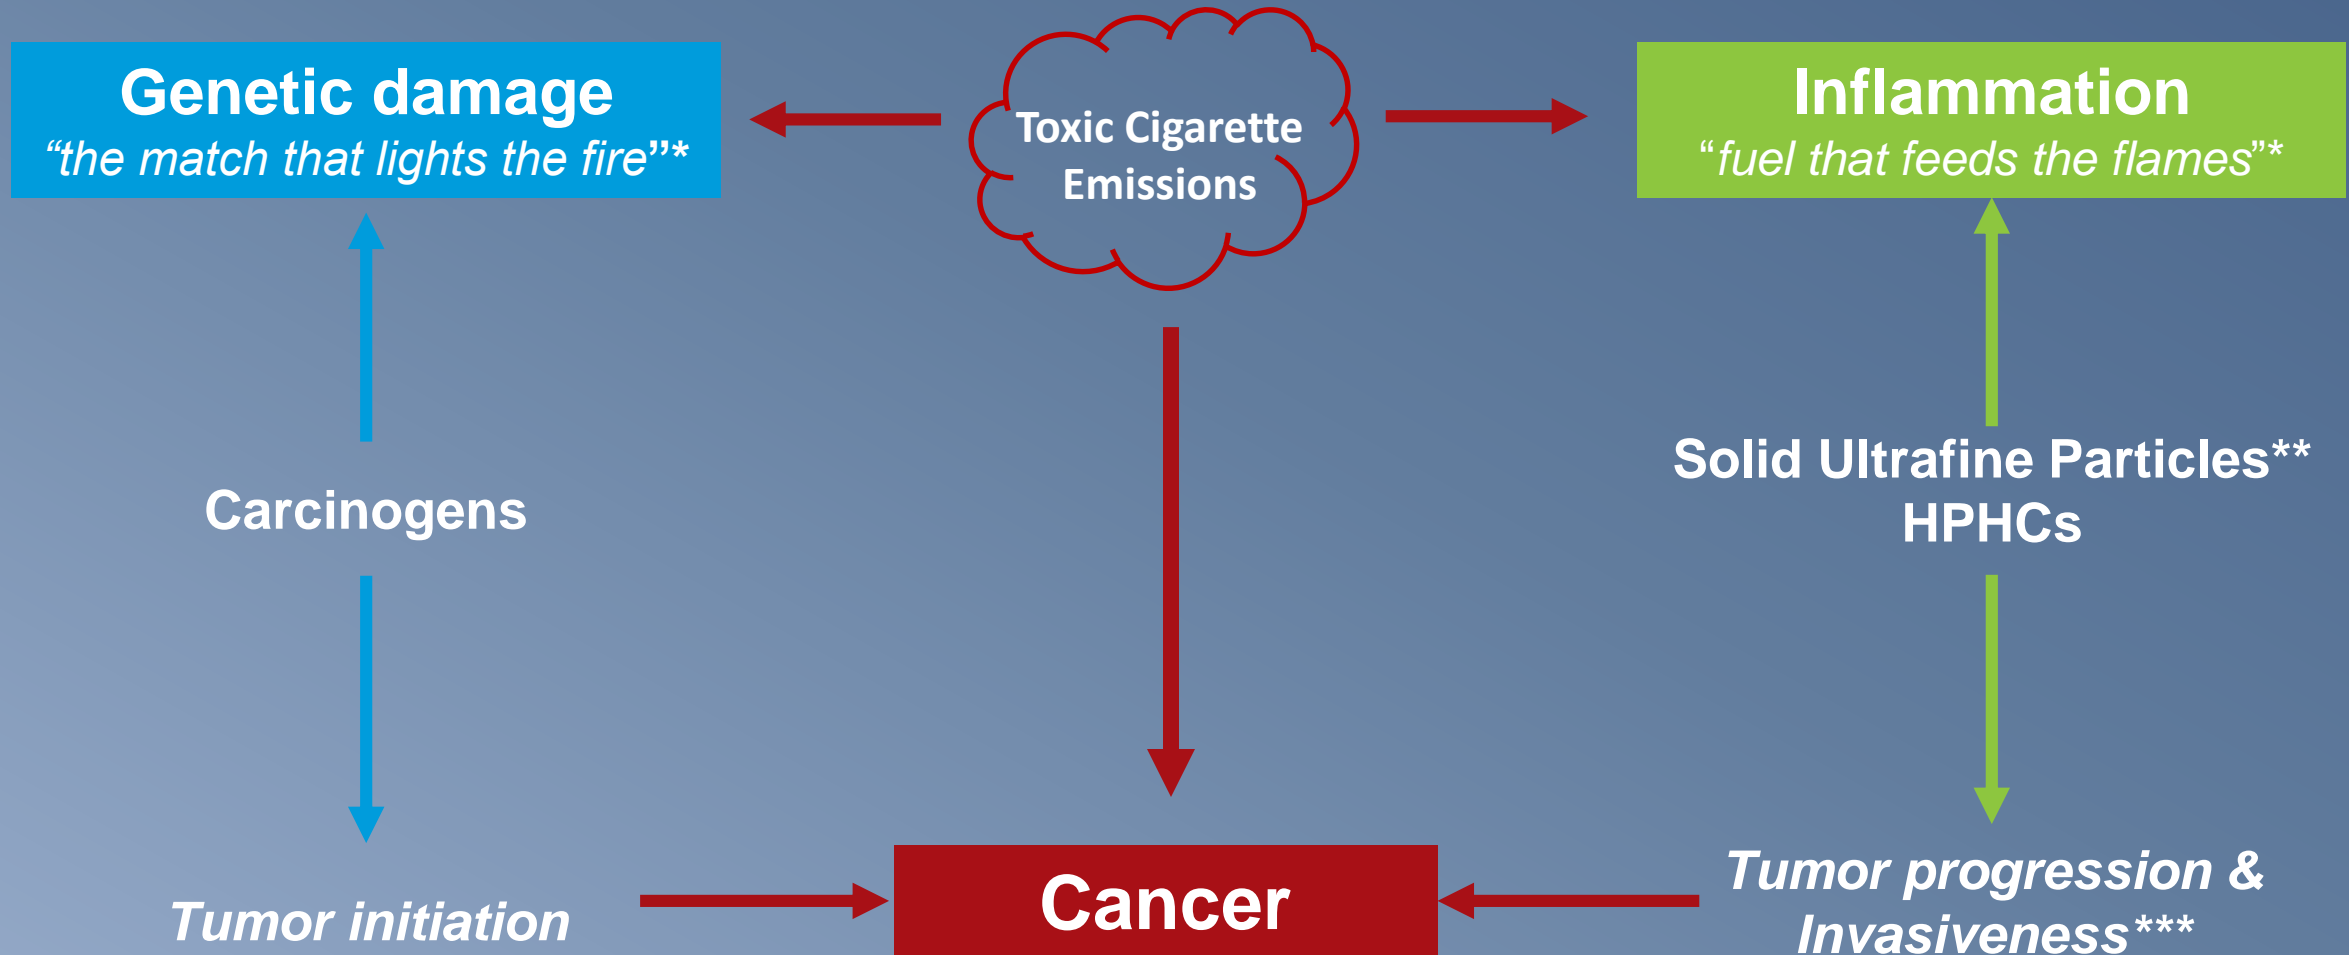 Genetic damage
“the match that lights the fire”*
Toxic Cigarette
Emissions
Inflammation
“fuel that feeds the flames”*
Carcinogens
Solid Ultrafine Particles**
HPHCs
Tumor initiation
Cancer
Tumor progression &
Invasiveness***